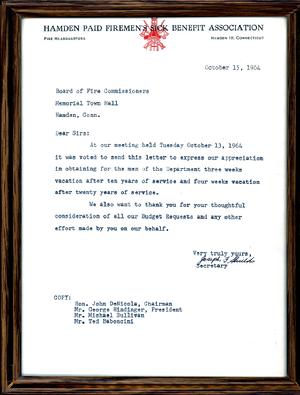 HAMDEN PAID FIREMEN'S SICK BENEFIT ASSOCIATION
FIRE HEADQUARTERS
HAMDEN 18, CONNECTICUT
October 15, 1964
Board of Fire Commissioners
Memorial Town Hall
Hamden, Conn.
Dear Sirs:
At our meeting held Tuesday October 13, 1964
it was voted to send this letter to express our appreciation
in obtaining for the men of the Department three weeks
vacation after ten years of service and four weeks vacation
after twenty years of service.
We also want to thank you for your thoughtful
consideration of all our Budget Requests and any other
effort made by you on our behalf.
Very truly yours,
Joseph
Secretary
COPY:
Hon. John DeNicola, Chairman
Mr. George Hindinger, President
Mr. Michael Sullivan
Mr. Ted Baboncini